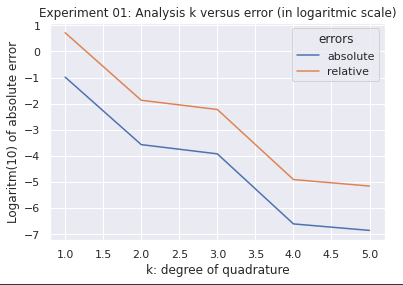 Experiment 01: Analysis k versus error (in logaritmic scale)
Logaritm(10) of absolute error
1
0
−1
−2
−3
−4
−5
−6
−7
errors
absolute
relative
1.0 1.5 2.0 2.5 3.0 3.5 4.0 4.5 5.0
k: degree of quadrature